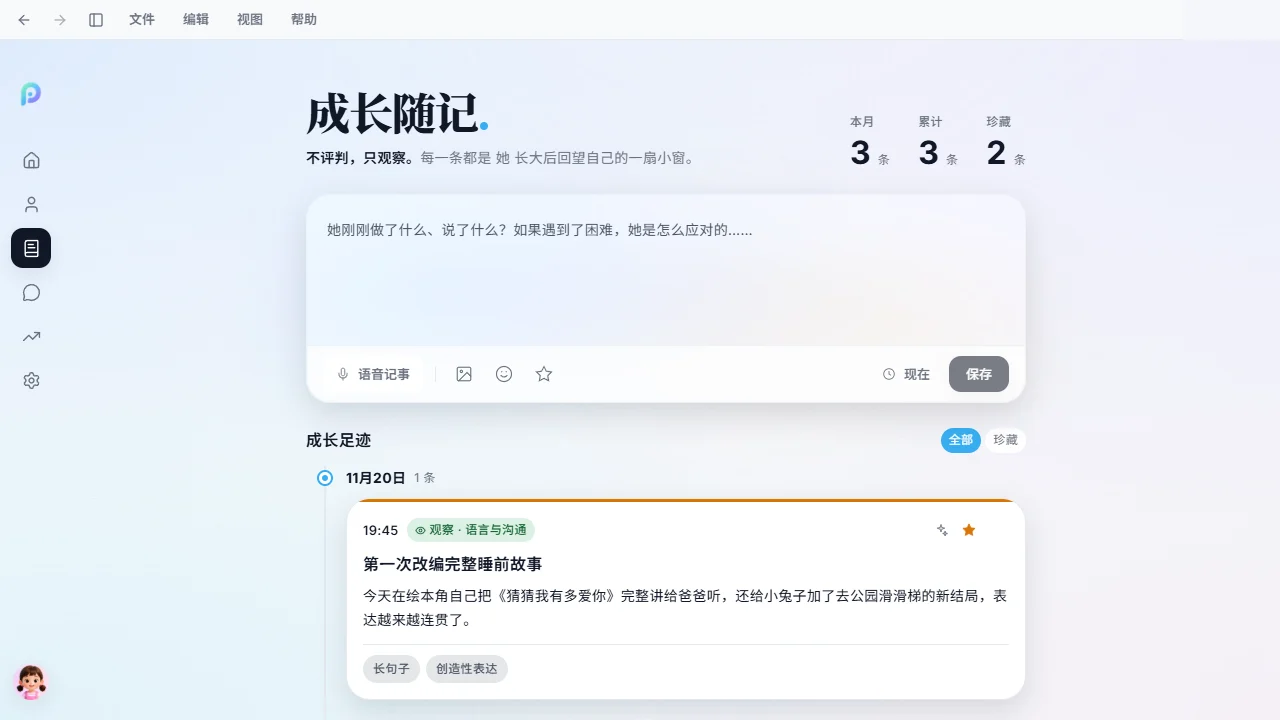 文件 编辑 视图 帮助
成长随记.
不评判，只观察。每一条都是 她 长大后回望自己的一扇小窗。
本月 累计 珍藏
3 条 3 条 2 条
她刚刚做了什么、说了什么？如果遇到了困难，她是怎么应对的……
语音记事 现在 保存
成长足迹 全部 珍藏
11月20日 1 条
19:45 观察 · 语言与沟通
第一次改编完整睡前故事
今天在绘本角自己把《猜猜我有多爱你》完整讲给爸爸听，还给小兔子加了去公园滑滑梯的新结局，表
达越来越连贯了。
长句子 创造性表达